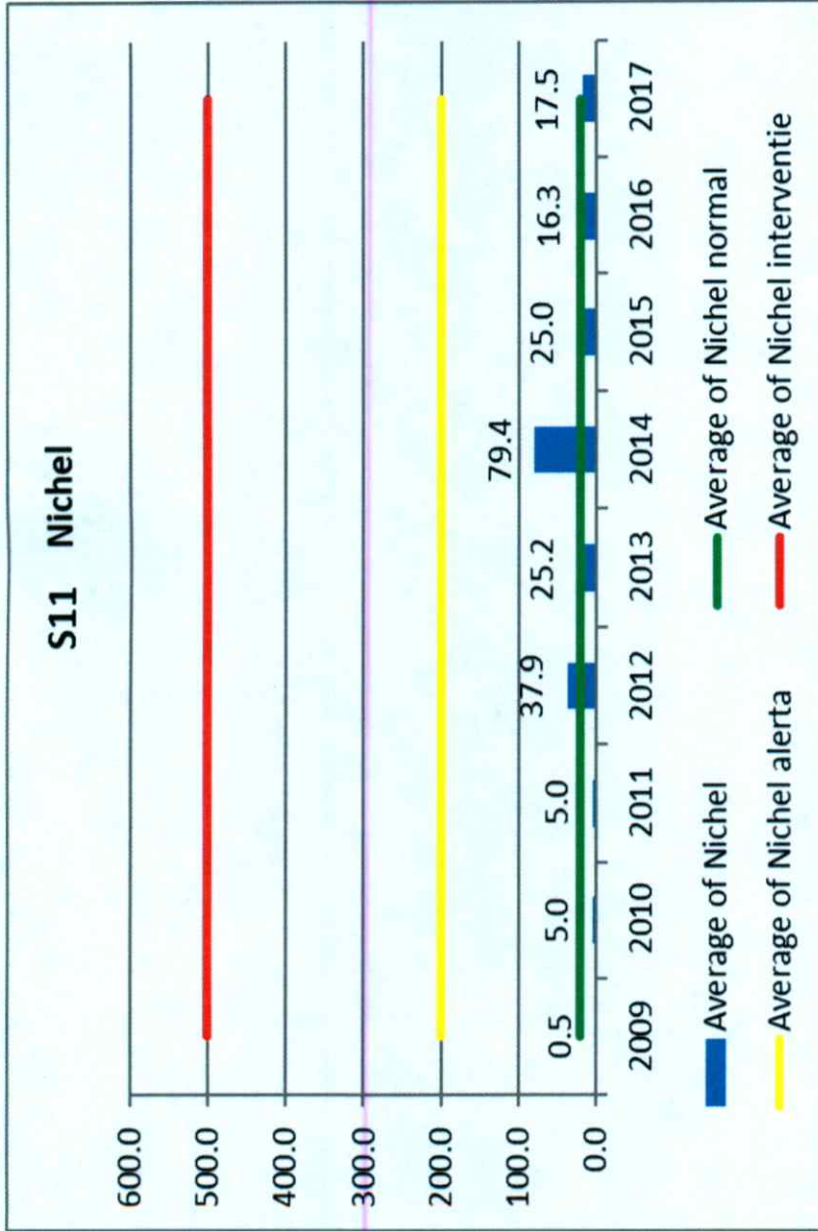 S11 Nichel
600.0
500.0
400.0
300.0
200.0
100.0
0.0
0.5
5.0
5.0
37.9
25.2
79.4
25.0
16.3
17.5
2009 2010 2011 2012 2013 2014 2015 2016 2017
Average of Nichel
Average of Nichel normal
Average of Nichel alerta
Average of Nichel interventie